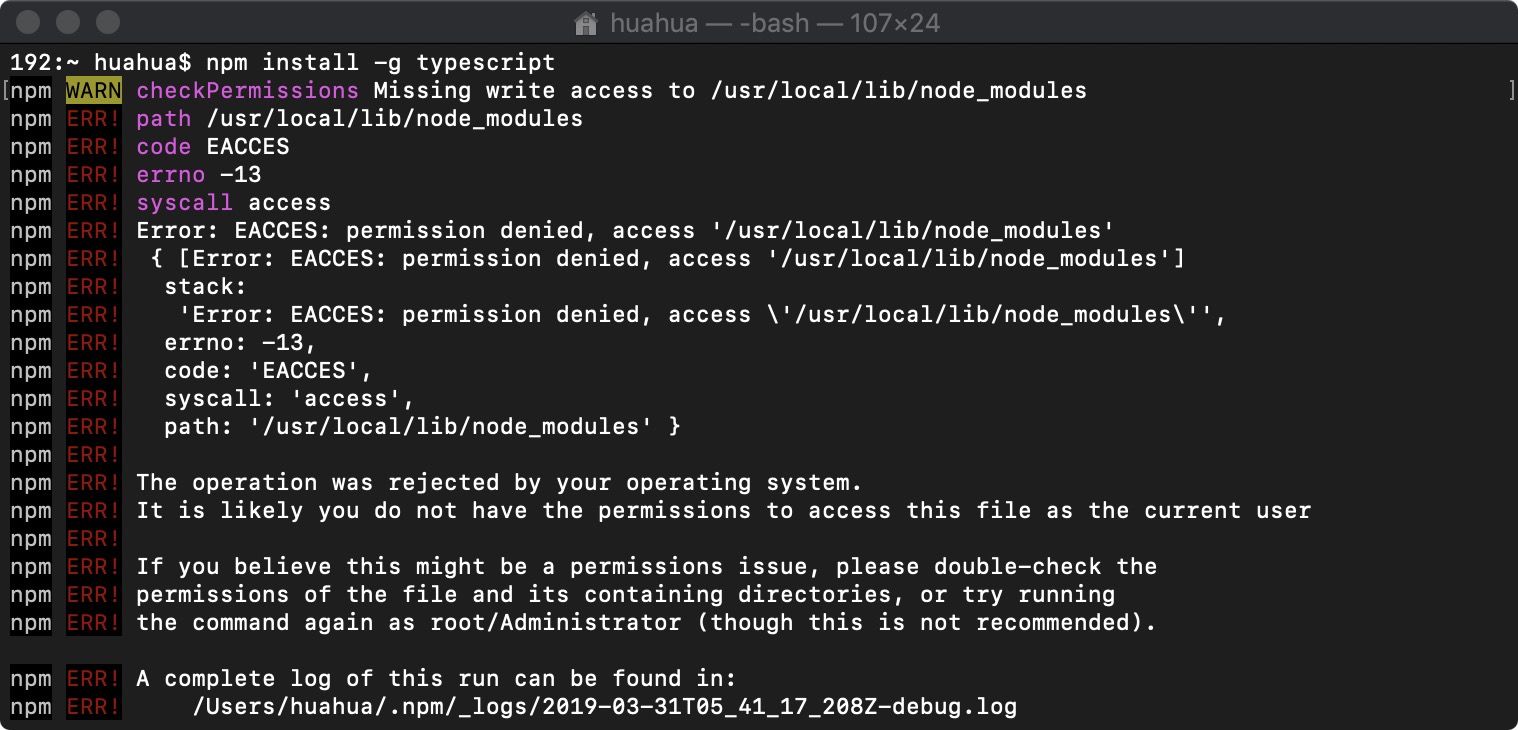 huahua — -bash — 107×24
192:~ huahua$ npm install -g typescript
[npm WARN checkPermissions Missing write access to /usr/local/lib/node_modules ]
npm ERR! path /usr/local/lib/node_modules
npm ERR! code EACCES
npm ERR! errno -13
npm ERR! syscall access
npm ERR! Error: EACCES: permission denied, access '/usr/local/lib/node_modules'
npm ERR!  { [Error: EACCES: permission denied, access '/usr/local/lib/node_modules']
npm ERR!   stack:
npm ERR!    'Error: EACCES: permission denied, access \'/usr/local/lib/node_modules\'',
npm ERR!   errno: -13,
npm ERR!   code: 'EACCES',
npm ERR!   syscall: 'access',
npm ERR!   path: '/usr/local/lib/node_modules' }
npm ERR!
npm ERR! The operation was rejected by your operating system.
npm ERR! It is likely you do not have the permissions to access this file as the current user
npm ERR!
npm ERR! If you believe this might be a permissions issue, please double-check the
npm ERR! permissions of the file and its containing directories, or try running
npm ERR! the command again as root/Administrator (though this is not recommended).
npm ERR! A complete log of this run can be found in:
npm ERR!     /Users/huahua/.npm/_logs/2019-03-31T05_41_17_208Z-debug.log